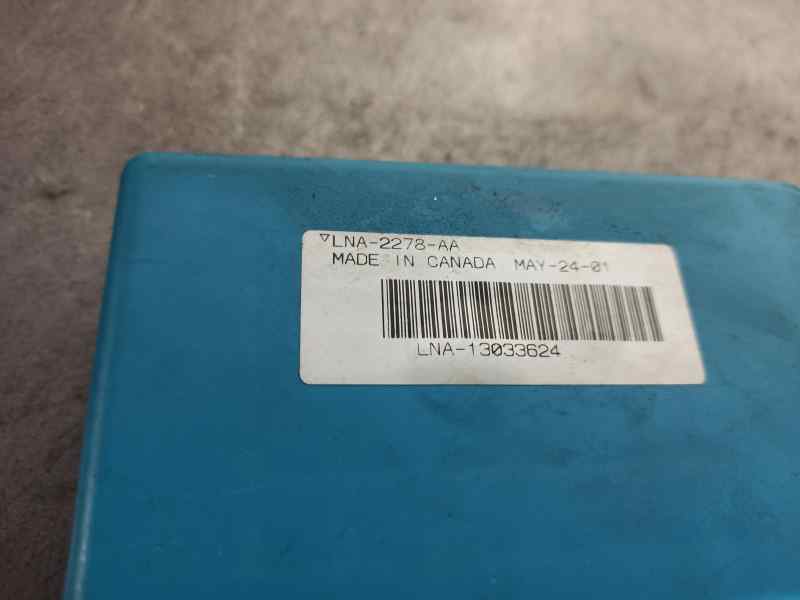 ▽LNA-2278-AA
MADE IN CANADA MAY-24-01
LNA-13033624